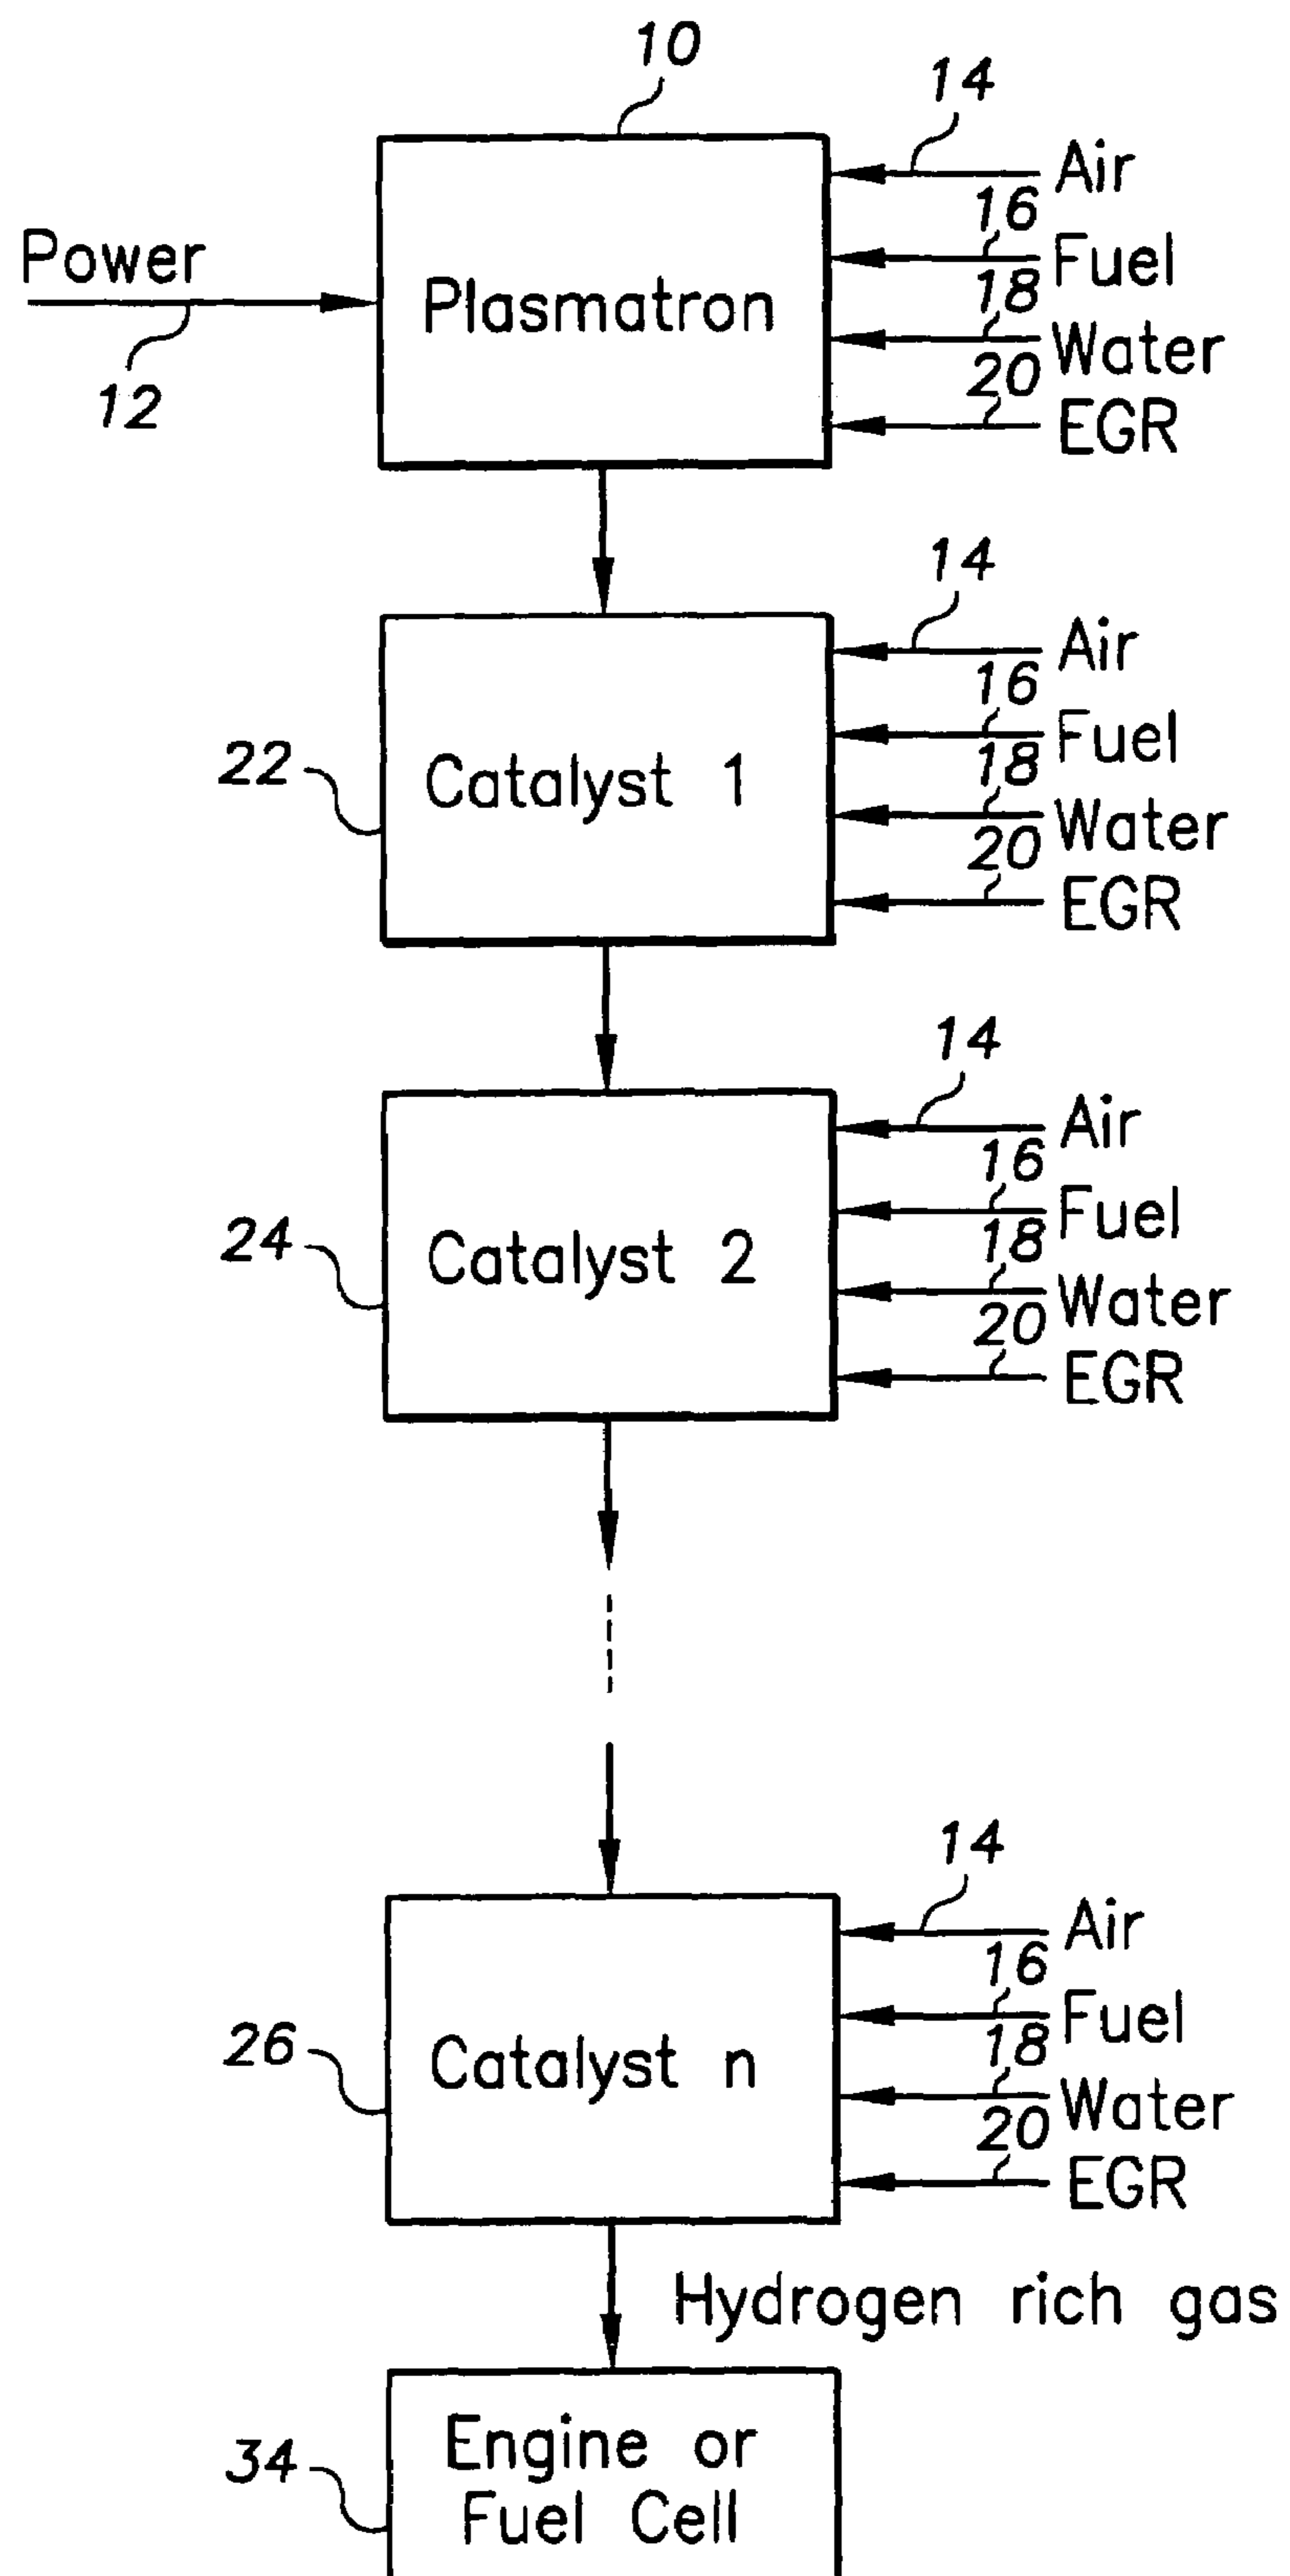 10
14
Air
Power
16
Fuel
Plasmatron
18
Water
12
20
EGR
14
Air
16
Fuel
22
Catalyst 1
18
Water
20
EGR
14
Air
16
Fuel
24
Catalyst 2
18
Water
20
EGR
14
Air
16
Fuel
26
Catalyst n
18
Water
20
EGR
Hydrogen rich gas
34
Engine or
Fuel Cell